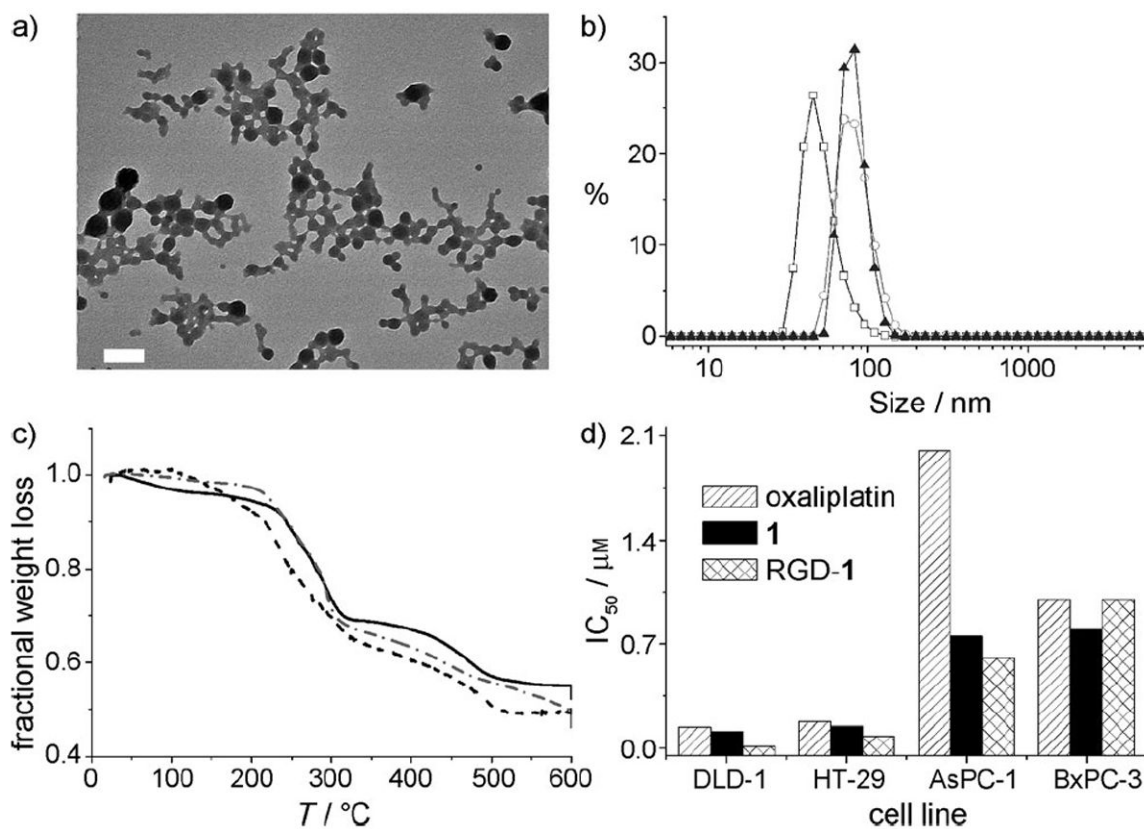 a)
b)
30
20
%
10
0
10
100
1000
Size / nm
c)
1.0
0.8
0.6
0.4
fractional weight loss
0
100
200
300
400
500
600
T / °C
d)
2.1
1.4
0.7
0.0
IC50 / μM
oxaliplatin
1
RGD-1
DLD-1
HT-29
AsPC-1
BxPC-3
cell line